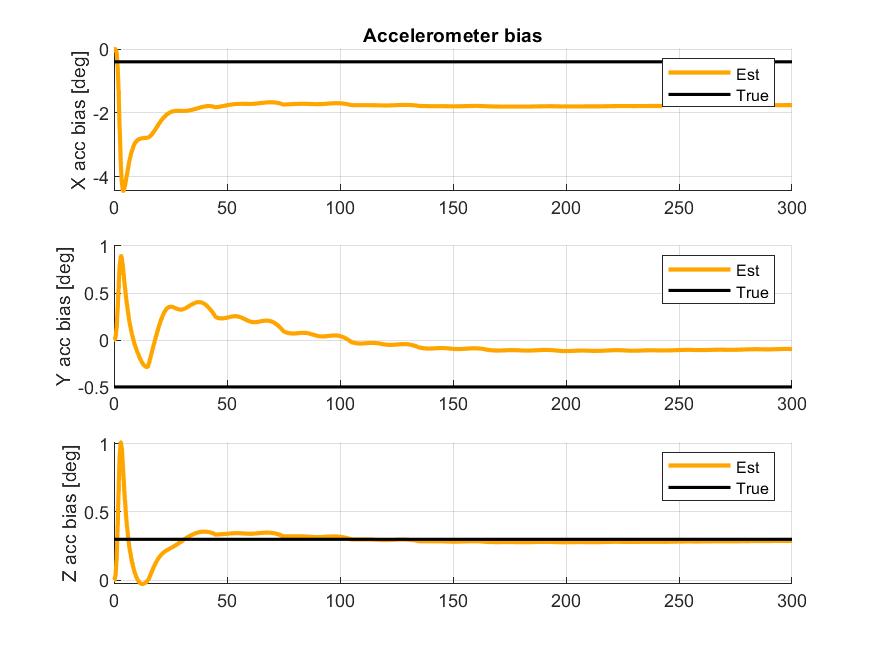 Accelerometer bias
X acc bias [deg]
0
-2
-4
Est
True
0 50 100 150 200 250 300
Y acc bias [deg]
1
0.5
0
-0.5
Est
True
0 50 100 150 200 250 300
Z acc bias [deg]
1
0.5
0
Est
True
0 50 100 150 200 250 300